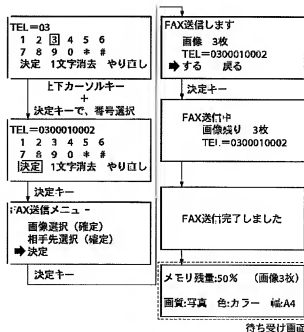 TEL=03
1 2 3 4 5 6
7 8 9 0 * #
決定 1文字消去 やり直し
上下カーソルキー
+
決定キーで、番号選択
TEL=0300010002
1 2 3 4 5 6
7 8 9 0 * #
決定 1文字消去 やり直し
決定キー
FAX送信メニュー
画像選択(確定)
相手先選択(確定)
➡決定
決定キー
FAX送信します
画像 3枚
TEL=0300010002
➡する 戻る
決定キー
FAX送信中
画像残り 3枚
TEL=0300010002
FAX送信完了しました
メモリ残量:50% (画像3枚)
画質:写真 色:カラー 幅:A4
待ち受け画面